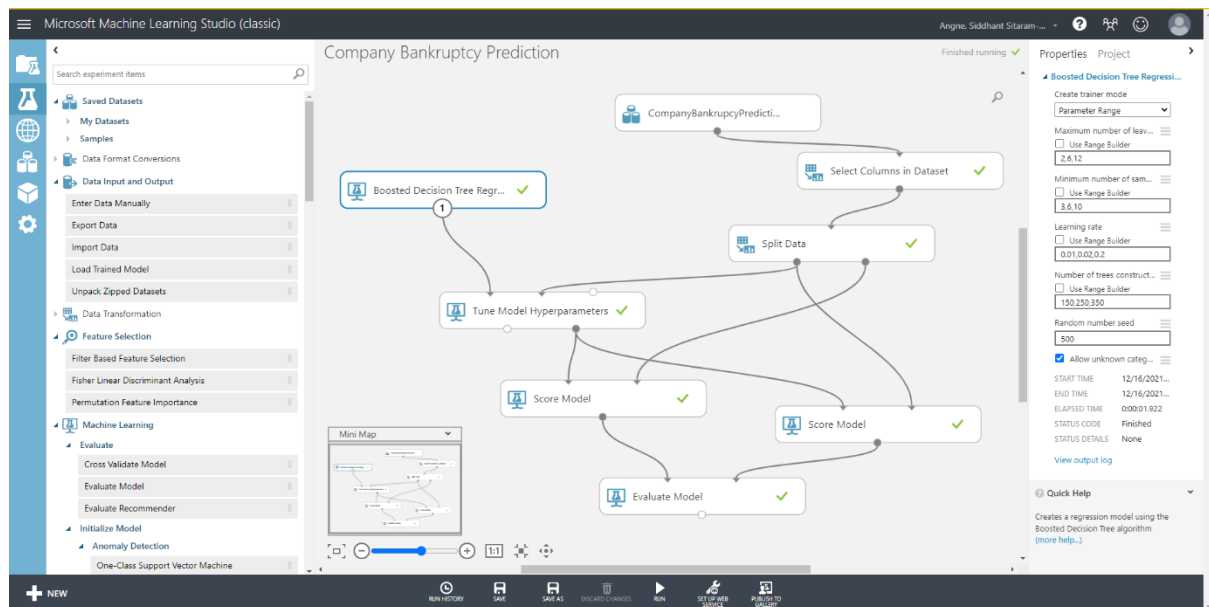 Microsoft Machine Learning Studio (classic)
Angne, Siddhant Sitaram-...
Search experiment items
Saved Datasets
My Datasets
Samples
Data Format Conversions
Data Input and Output
Enter Data Manually
Export Data
Import Data
Load Trained Model
Unpack Zipped Datasets
Data Transformation
Feature Selection
Filter Based Feature Selection
Fisher Linear Discriminant Analysis
Permutation Feature Importance
Machine Learning
Evaluate
Cross Validate Model
Evaluate Model
Evaluate Recommender
Initialize Model
Anomaly Detection
One-Class Support Vector Machine
Company Bankruptcy Prediction
Finished running
CompanyBankrupcyPredicti...
Select Columns in Dataset
Boosted Decision Tree Regr...
1
Split Data
Tune Model Hyperparameters
Score Model
Score Model
Evaluate Model
Mini Map
1:1
Properties Project
Boosted Decision Tree Regressi...
Create trainer mode
Parameter Range
Maximum number of leav...
Use Range Builder
2,6,12
Minimum number of sam...
Use Range Builder
3,6,10
Learning rate
Use Range Builder
0.01,0.02,0.2
Number of trees construct...
Use Range Builder
150,250,350
Random number seed
500
Allow unknown categ...
START TIME 12/16/2021...
END TIME 12/16/2021...
ELAPSED TIME 0:00:01.922
STATUS CODE Finished
STATUS DETAILS None
View output log
Quick Help
Creates a regression model using the
Boosted Decision Tree algorithm
(more help...)
NEW
RUN HISTORY
SAVE
SAVE AS
DISCARD CHANGES
RUN
SET UP WEB
SERVICE
PUBLISH TO
GALLERY